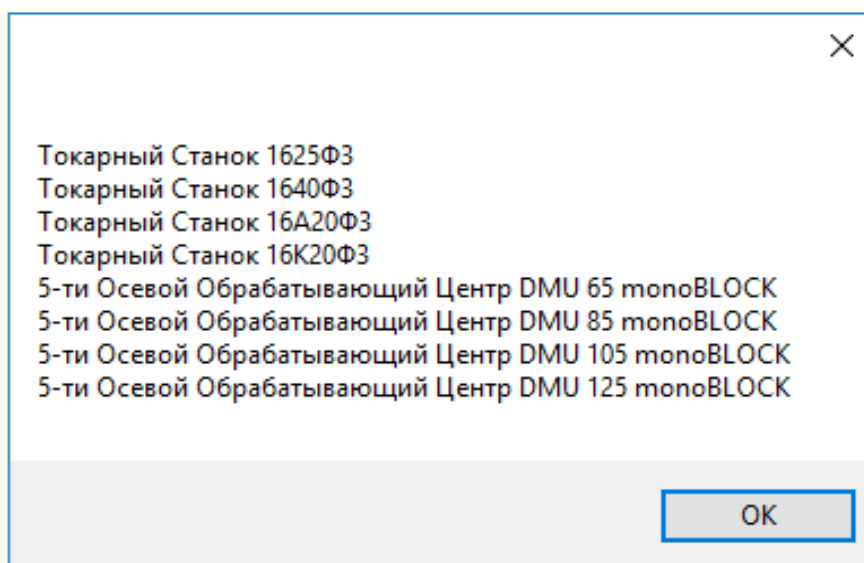 Токарный Станок 1625Ф3
Токарный Станок 1640Ф3
Токарный Станок 16А20Ф3
Токарный Станок 16К20Ф3
5-ти Осевой Обрабатывающий Центр DMU 65 monoBLOCK
5-ти Осевой Обрабатывающий Центр DMU 85 monoBLOCK
5-ти Осевой Обрабатывающий Центр DMU 105 monoBLOCK
5-ти Осевой Обрабатывающий Центр DMU 125 monoBLOCK
OK